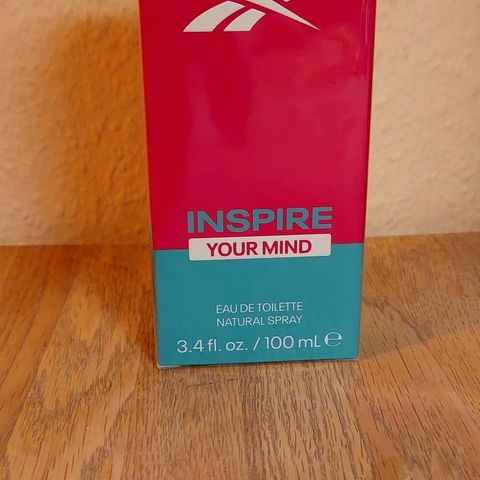 INSPIRE
YOUR MIND
EAU DE TOILETTE
NATURAL SPRAY
3.4 fl. oz. / 100 mL ℮